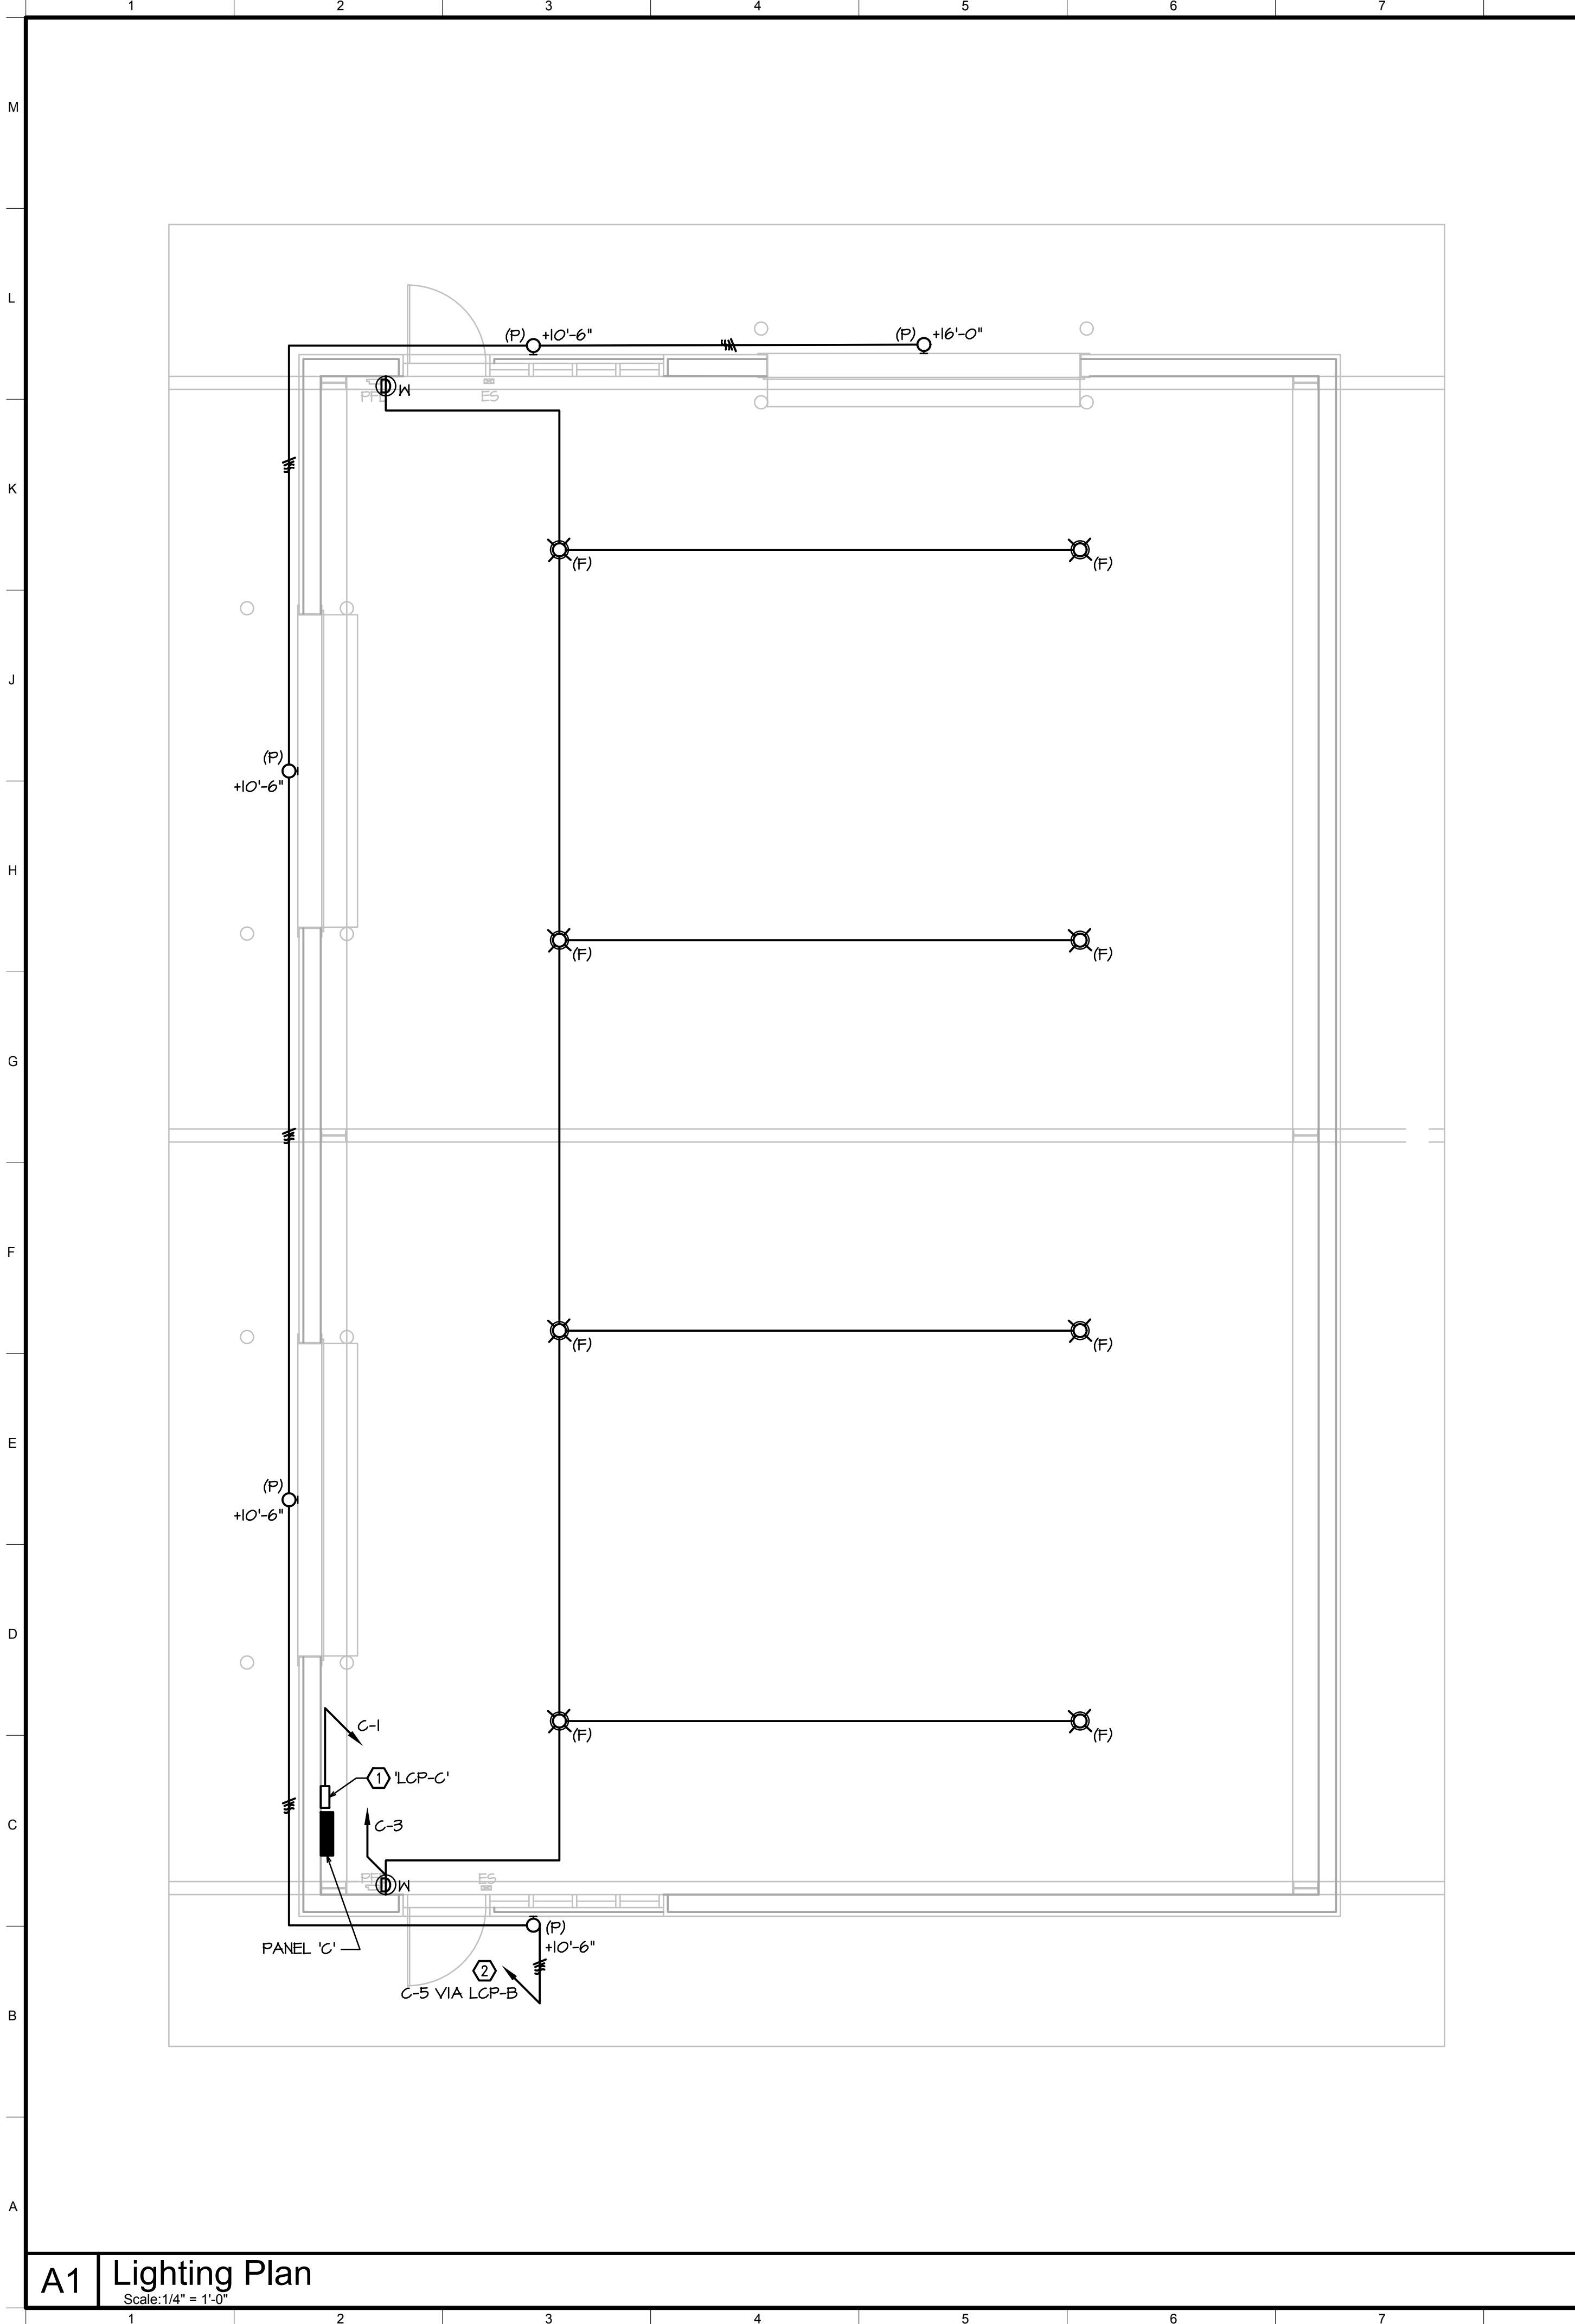 1 2 3 4 5 6 7
M
L
(P) +10'-6"
(P) +16'-0"
W
ES
K
(F) (F)
J
(P)
+10'-6"
H
(F) (F)
G
F
(F) (F)
E
(P)
+10'-6"
D
C-1
(F) (F)
1 'LCP-C'
C
C-3
ES
W
(P)
+10'-6"
PANEL 'C'
2
C-5 VIA LCP-B
B
A
A1 Lighting Plan
Scale:1/4" = 1'-0"
1 2 3 4 5 6 7